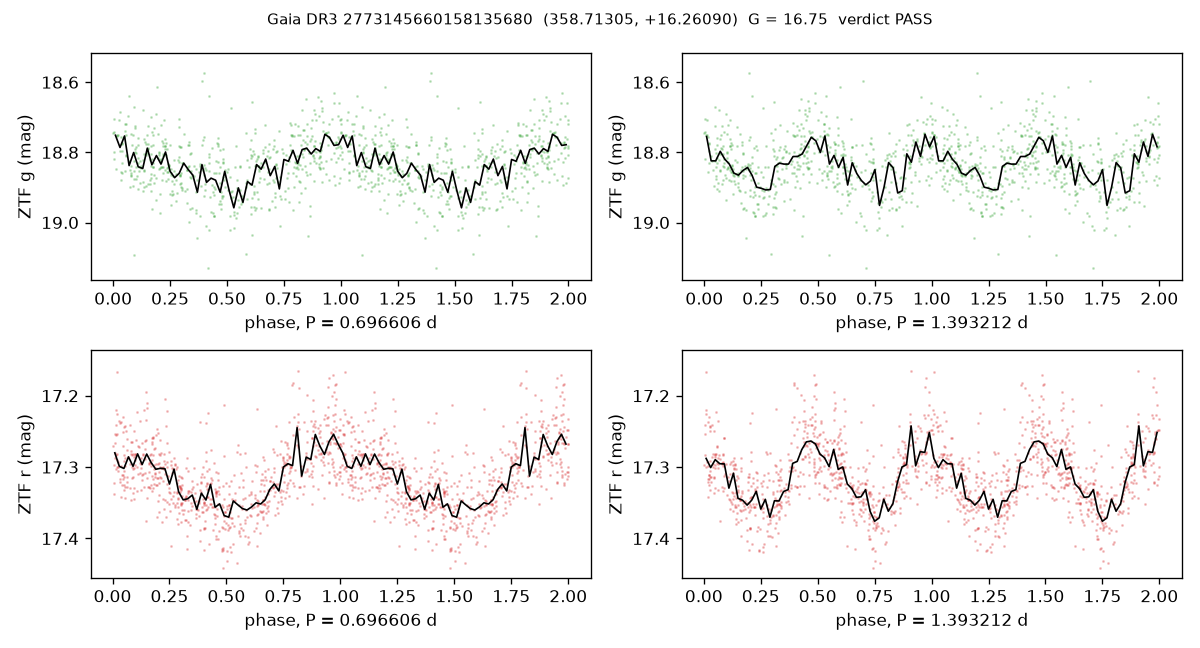 Gaia DR3 2773145660158135680  (358.71305, +16.26090)  G = 16.75  verdict PASS
ZTF g (mag)
18.6
18.8
19.0
0.00 0.25 0.50 0.75 1.00 1.25 1.50 1.75 2.00
phase, P = 0.696606 d
ZTF g (mag)
18.6
18.8
19.0
0.00 0.25 0.50 0.75 1.00 1.25 1.50 1.75 2.00
phase, P = 1.393212 d
ZTF r (mag)
17.2
17.3
17.4
0.00 0.25 0.50 0.75 1.00 1.25 1.50 1.75 2.00
phase, P = 0.696606 d
ZTF r (mag)
17.2
17.3
17.4
0.00 0.25 0.50 0.75 1.00 1.25 1.50 1.75 2.00
phase, P = 1.393212 d